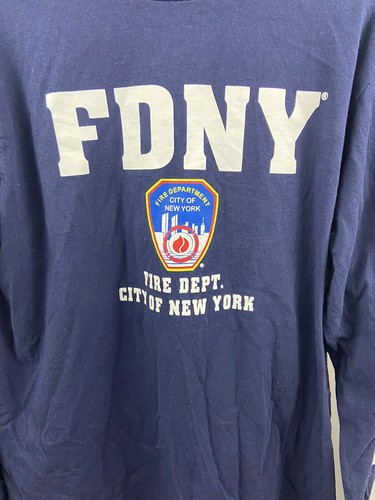 FDNY®
FIRE DEPARTMENT
CITY OF
NEW YORK
®
FIRE DEPT.
CITY OF NEW YORK